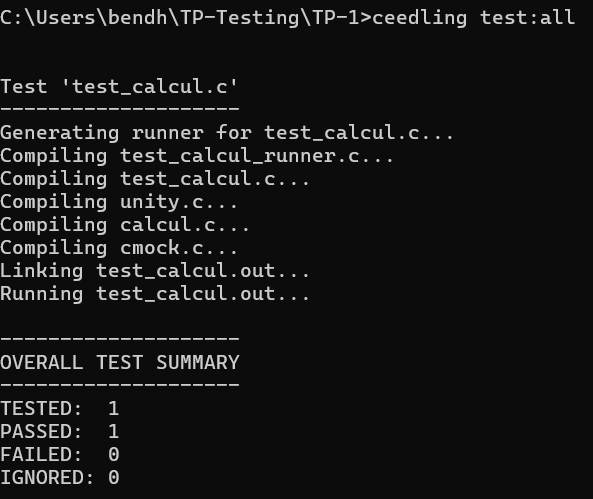 C:\Users\bendh\TP-Testing\TP-1>ceedling test:all
Test 'test_calcul.c'
--------------------
Generating runner for test_calcul.c...
Compiling test_calcul_runner.c...
Compiling test_calcul.c...
Compiling unity.c...
Compiling calcul.c...
Compiling cmock.c...
Linking test_calcul.out...
Running test_calcul.out...
--------------------
OVERALL TEST SUMMARY
--------------------
TESTED:  1
PASSED:  1
FAILED:  0
IGNORED: 0